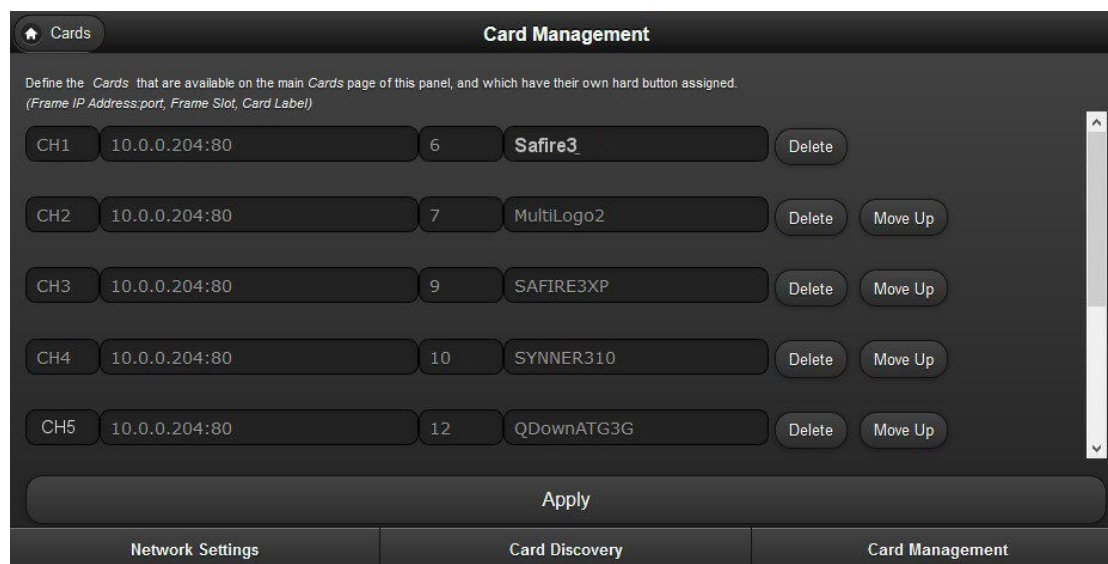 Cards
Card Management
Define the Cards that are available on the main Cards page of this panel, and which have their own hard button assigned.
(Frame IP Address:port, Frame Slot, Card Label)
CH1 10.0.0.204:80 6 Safire3_ Delete
CH2 10.0.0.204:80 7 MultiLogo2 Delete Move Up
CH3 10.0.0.204:80 9 SAFIRE3XP Delete Move Up
CH4 10.0.0.204:80 10 SYNNER310 Delete Move Up
CH5 10.0.0.204:80 12 QDownATG3G Delete Move Up
Apply
Network Settings Card Discovery Card Management